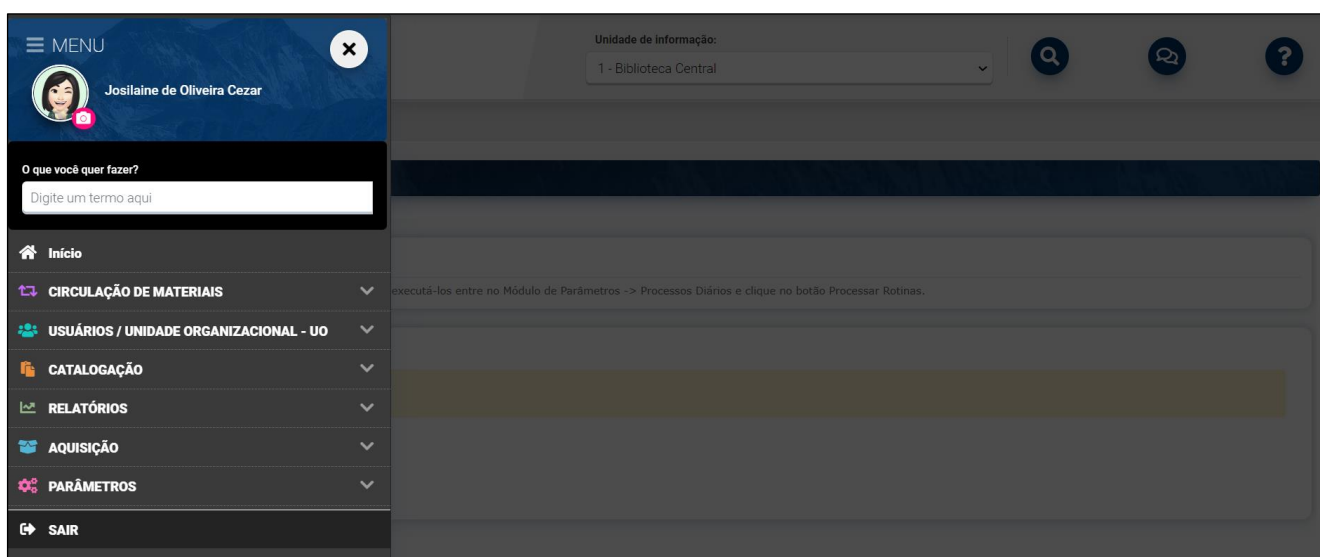 MENU
Josilaine de Oliveira Cezar
O que você quer fazer?
Digite um termo aqui
Início
CIRCULAÇÃO DE MATERIAIS
USUÁRIOS / UNIDADE ORGANIZACIONAL - UO
CATALOGAÇÃO
RELATÓRIOS
AQUISIÇÃO
PARÂMETROS
SAIR
Unidade de informação:
1 - Biblioteca Central
executá-los entre no Módulo de Parâmetros -> Processos Diários e clique no botão Processar Rotinas.